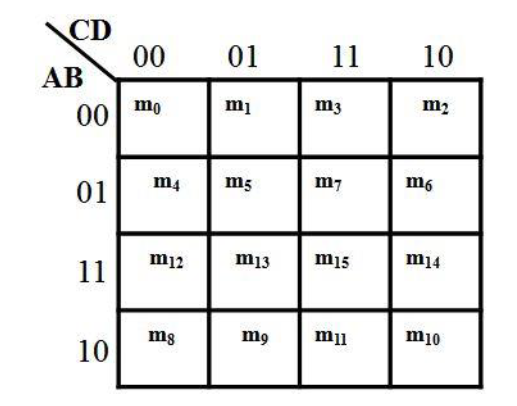 CD
00 01 11 10
AB
00 m₀ m₁ m₃ m₂
01 m₄ m₅ m₇ m₆
11 m₁₂ m₁₃ m₁₅ m₁₄
10 m₈ m₉ m₁₁ m₁₀